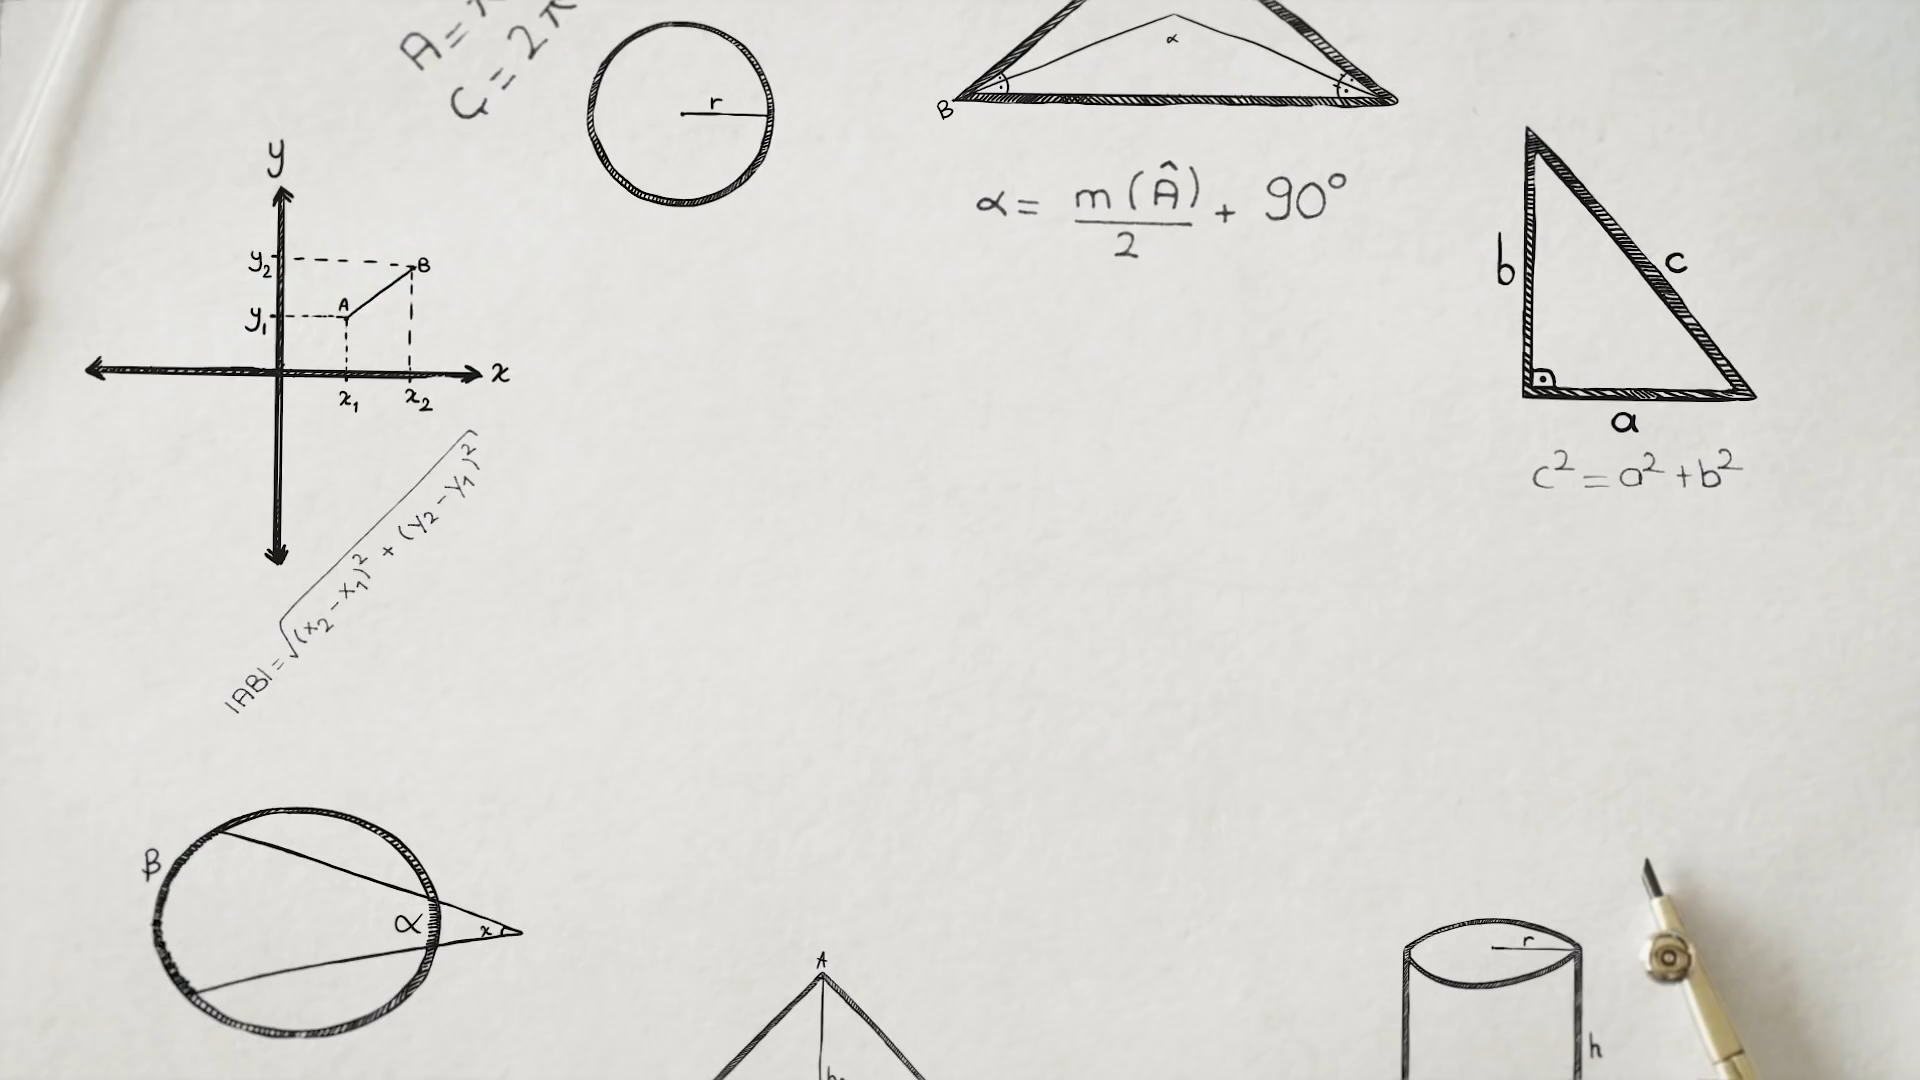 A=π
C=2π
r
α
B
α = m(Â)/2 + 90°
y
y₂
B
A
y₁
x
x₁
x₂
|AB| = √(x₂-x₁)² + (y₂-y₁)²
b
c
a
c² = a² + b²
β
α
x
A
r
h